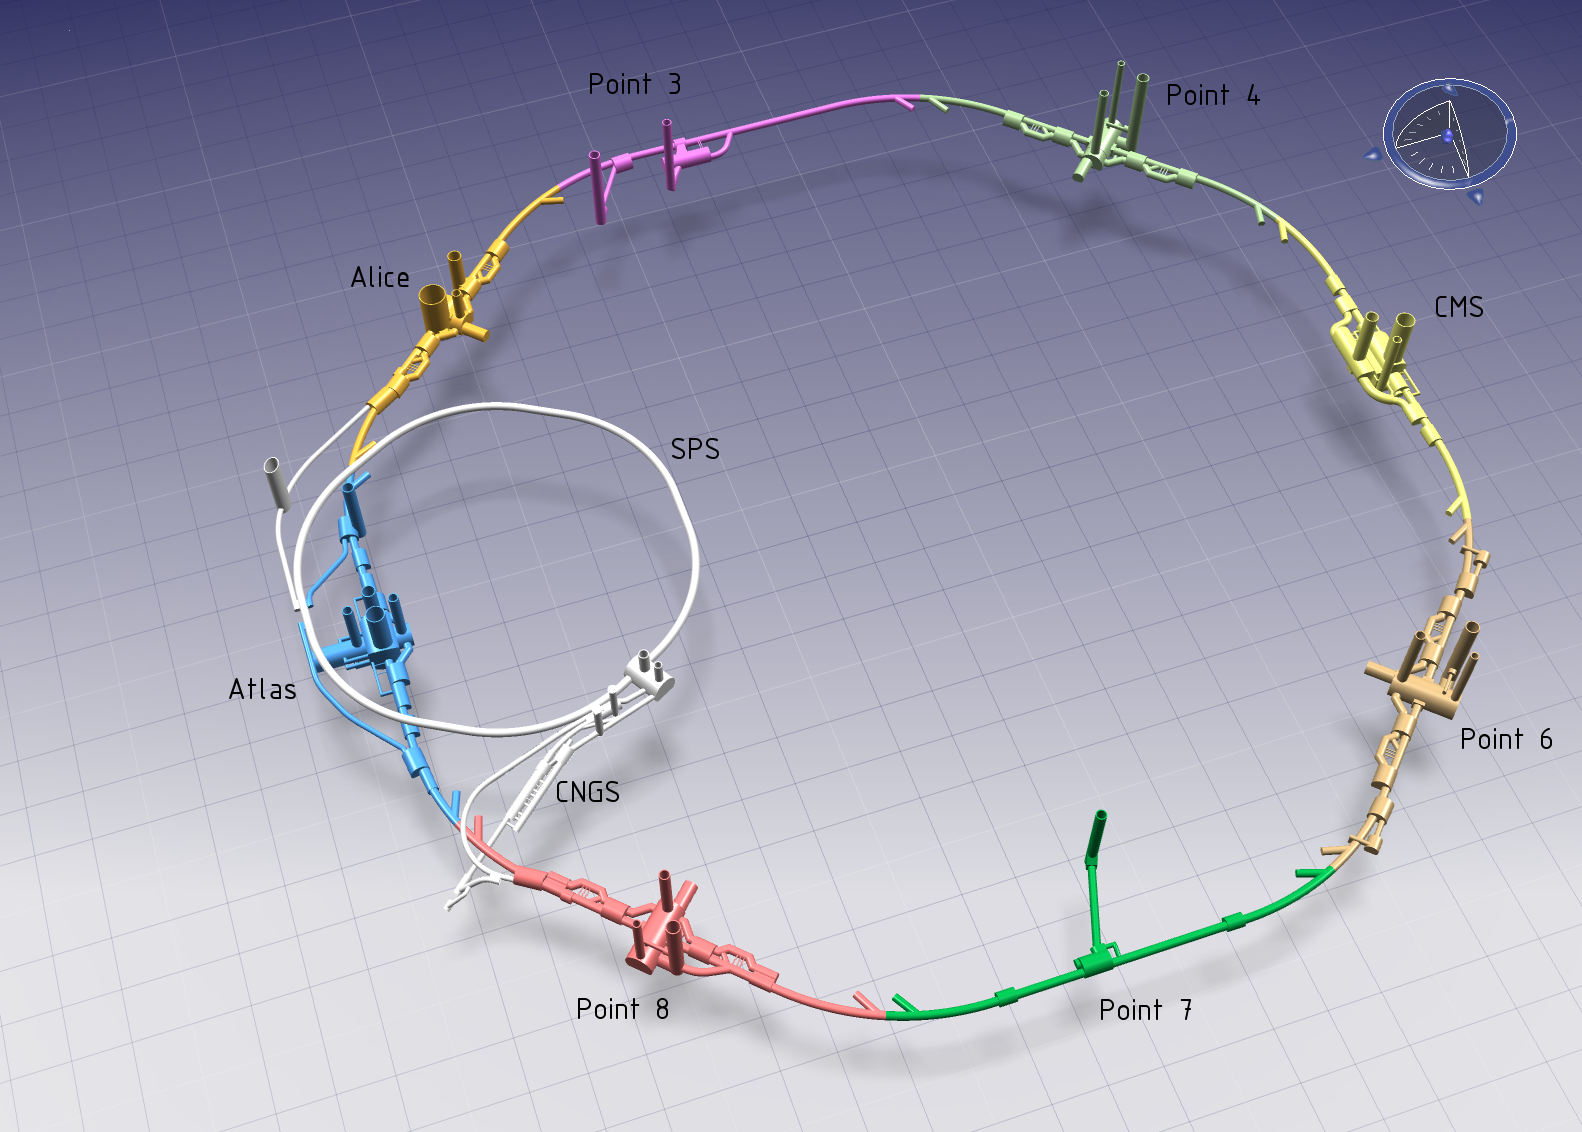 Point 3
Point 4
Alice
CMS
SPS
Atlas
Point 6
CNGS
Point 8
Point 7